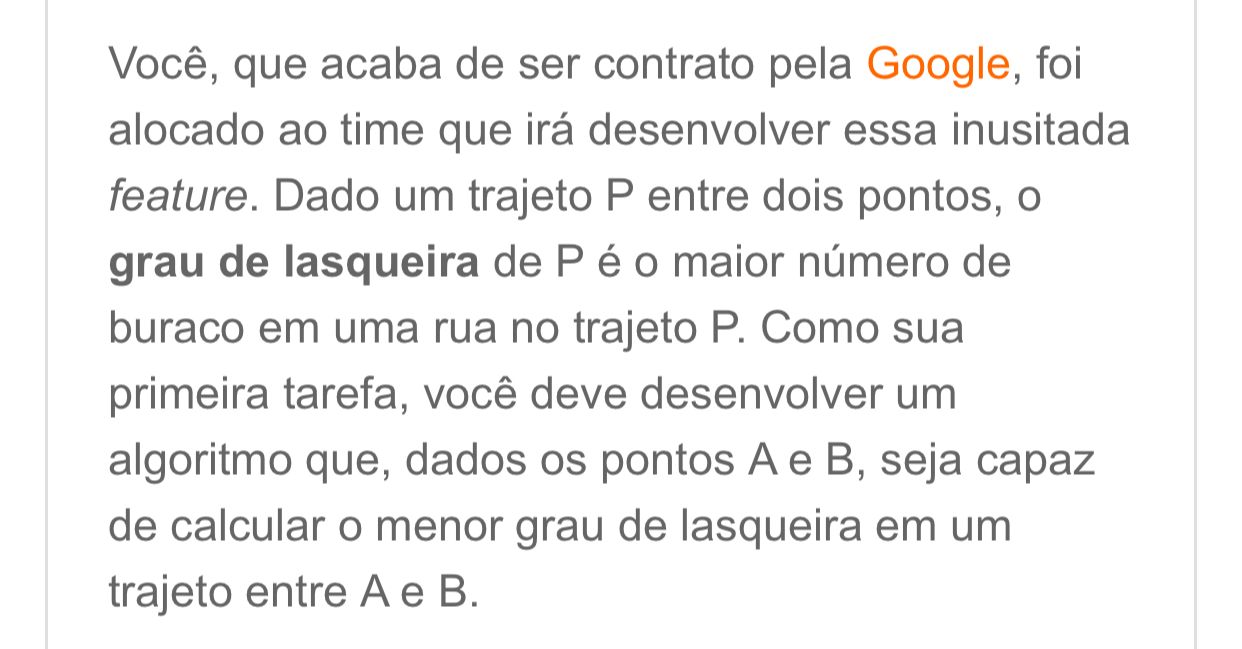 Você, que acaba de ser contrato pela Google, foi
alocado ao time que irá desenvolver essa inusitada
feature. Dado um trajeto P entre dois pontos, o
grau de lasqueira de P é o maior número de
buraco em uma rua no trajeto P. Como sua
primeira tarefa, você deve desenvolver um
algoritmo que, dados os pontos A e B, seja capaz
de calcular o menor grau de lasqueira em um
trajeto entre A e B.